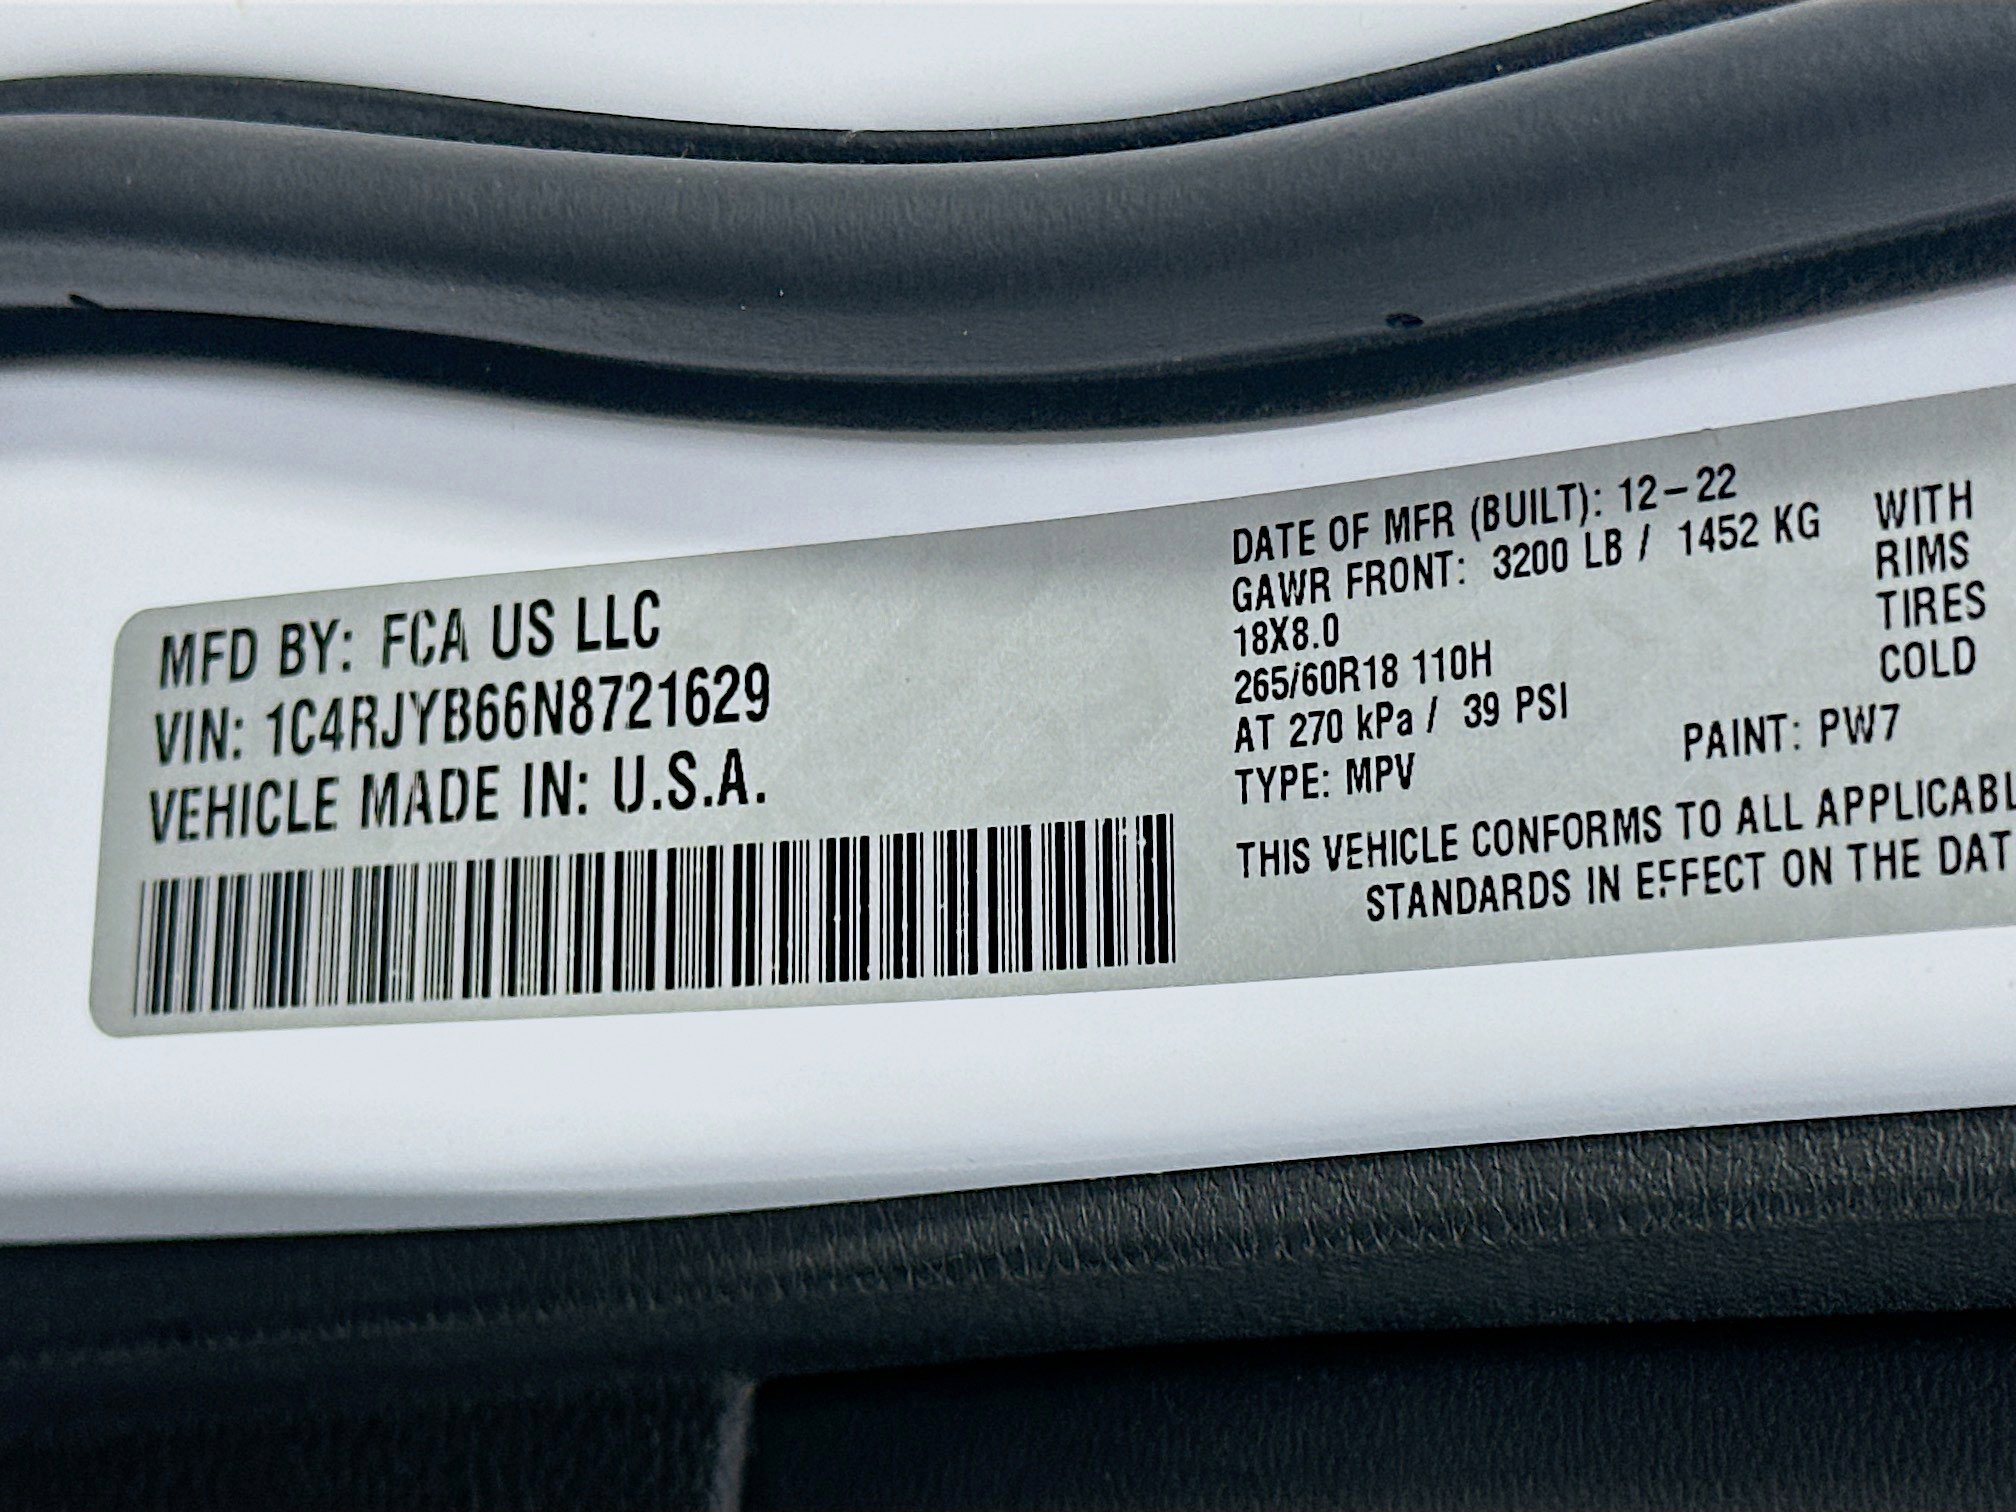 MFD BY: FCA US LLC
VIN: 1C4RJYB66N8721629
VEHICLE MADE IN: U.S.A.
DATE OF MFR (BUILT): 12-22
GAWR FRONT: 3200 LB / 1452 KG WITH
18X8.0 RIMS
265/60R18 110H TIRES
AT 270 kPa / 39 PSI COLD
TYPE: MPV PAINT: PW7
THIS VEHICLE CONFORMS TO ALL APPLICABL
STANDARDS IN EFFECT ON THE DAT